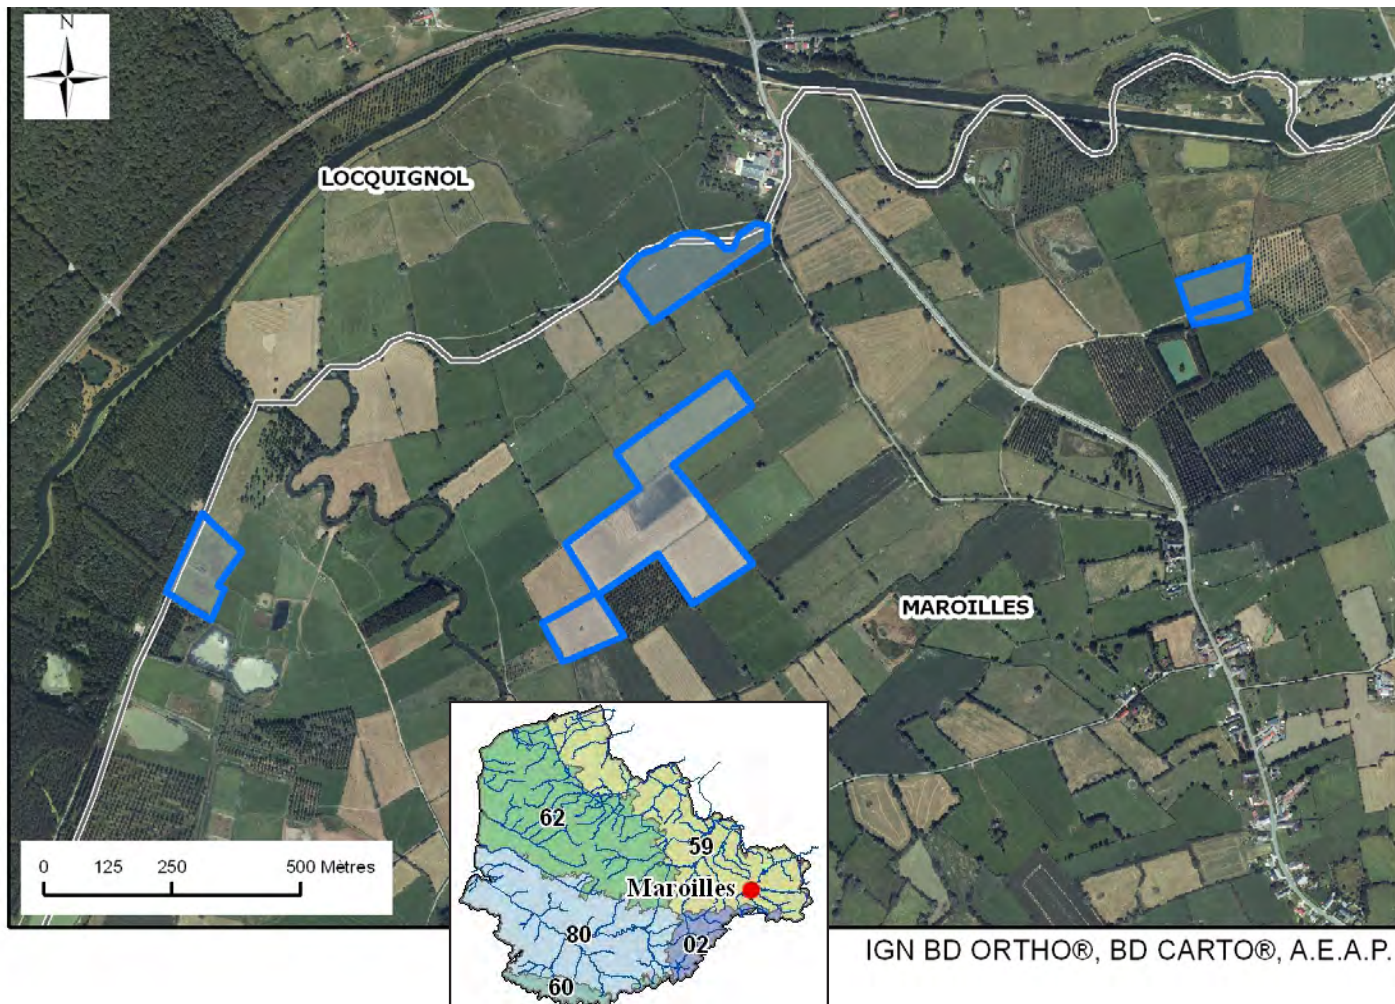 N
LOCQUIGNOL
MAROILLES
0 125 250 500 Mètres
62
59
Maroilles
80
02
60
IGN BD ORTHO®, BD CARTO®, A.E.A.P.